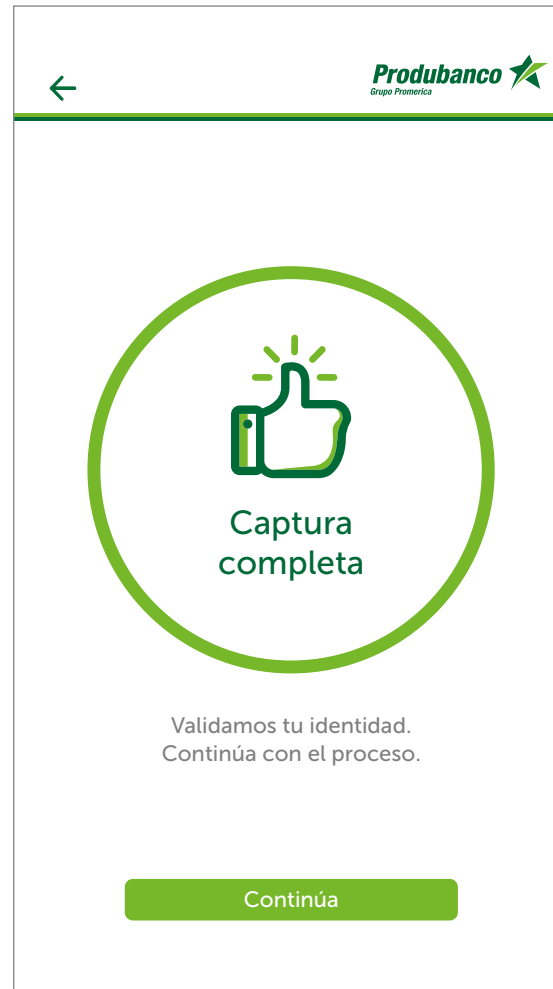 Produbanco
Grupo Promerica
Captura
completa
Validamos tu identidad.
Continúa con el proceso.
Continúa